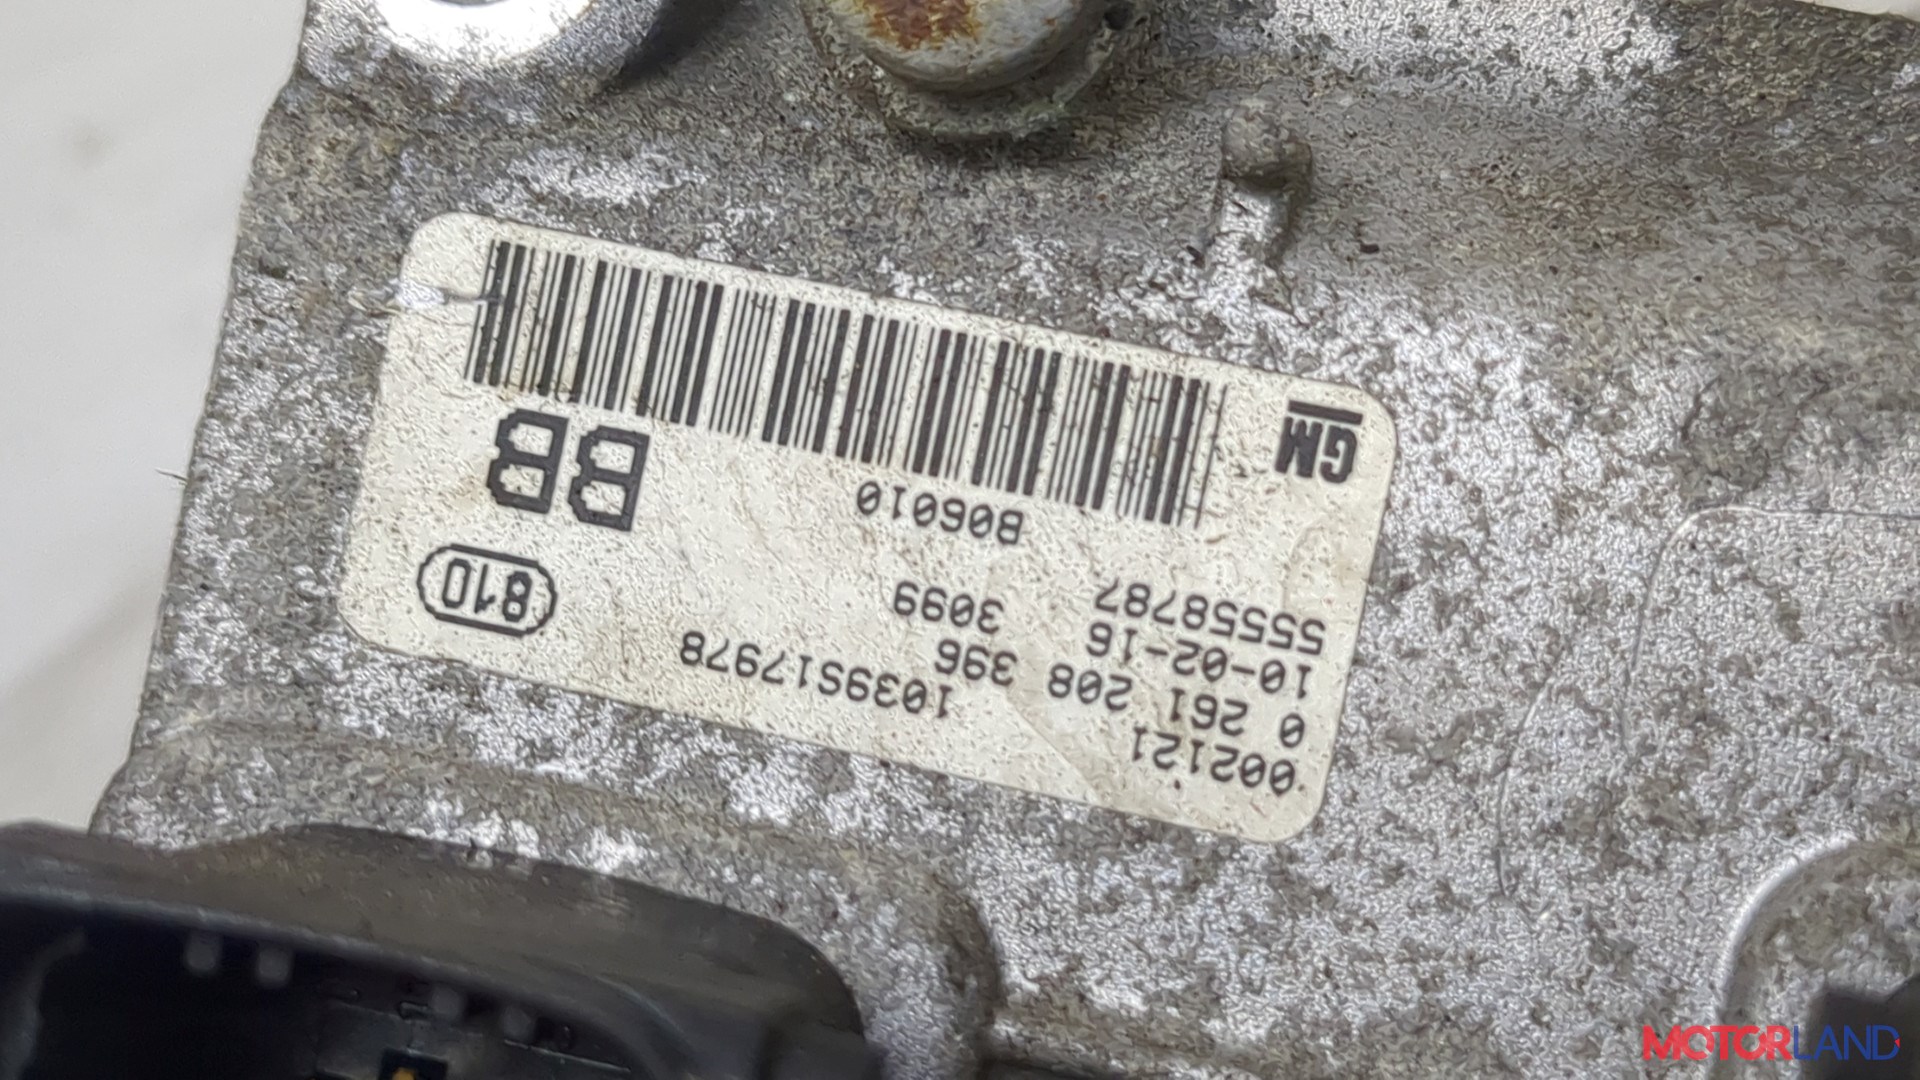 002121 1039S17978
0 261 208 396
10-02-16 3099
55558787
810
B06010
BB
GM
MOTORLAND